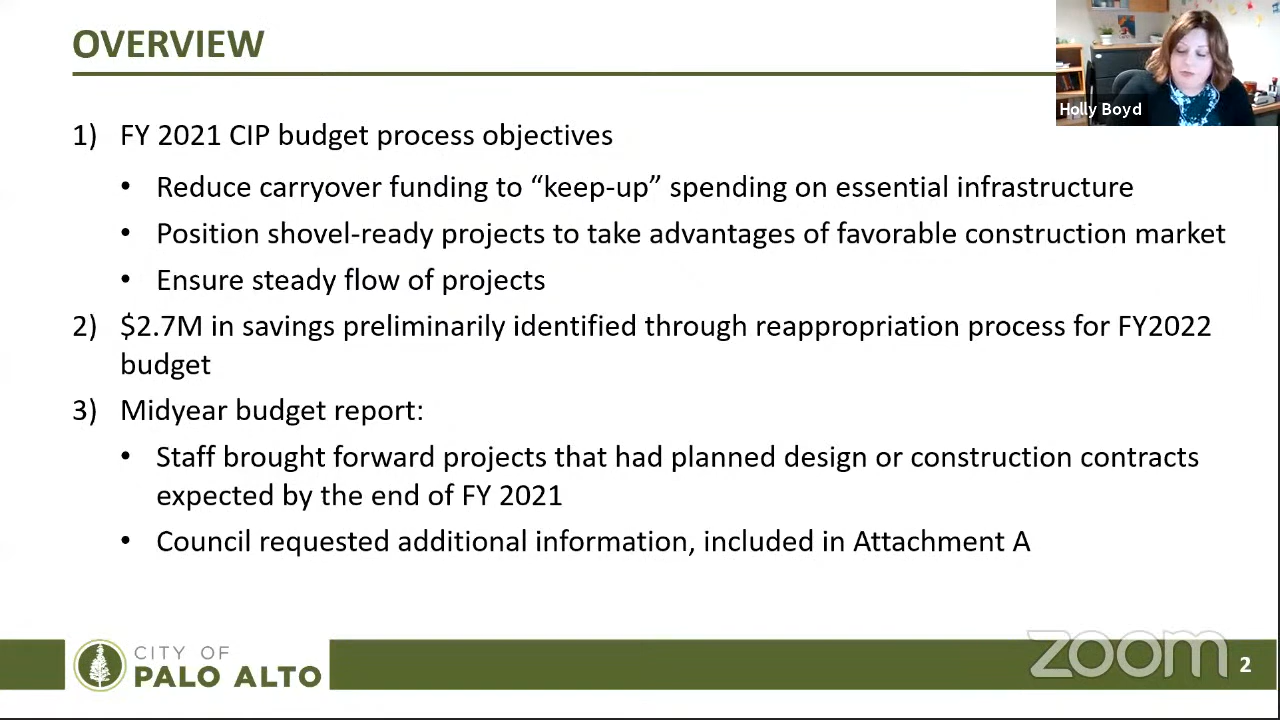 OVERVIEW
Holly Boyd
1) FY 2021 CIP budget process objectives
• Reduce carryover funding to “keep-up” spending on essential infrastructure
• Position shovel-ready projects to take advantages of favorable construction market
• Ensure steady flow of projects
2) $2.7M in savings preliminarily identified through reappropriation process for FY2022
budget
3) Midyear budget report:
• Staff brought forward projects that had planned design or construction contracts
expected by the end of FY 2021
• Council requested additional information, included in Attachment A
CITY OF
PALO ALTO
zoom
2